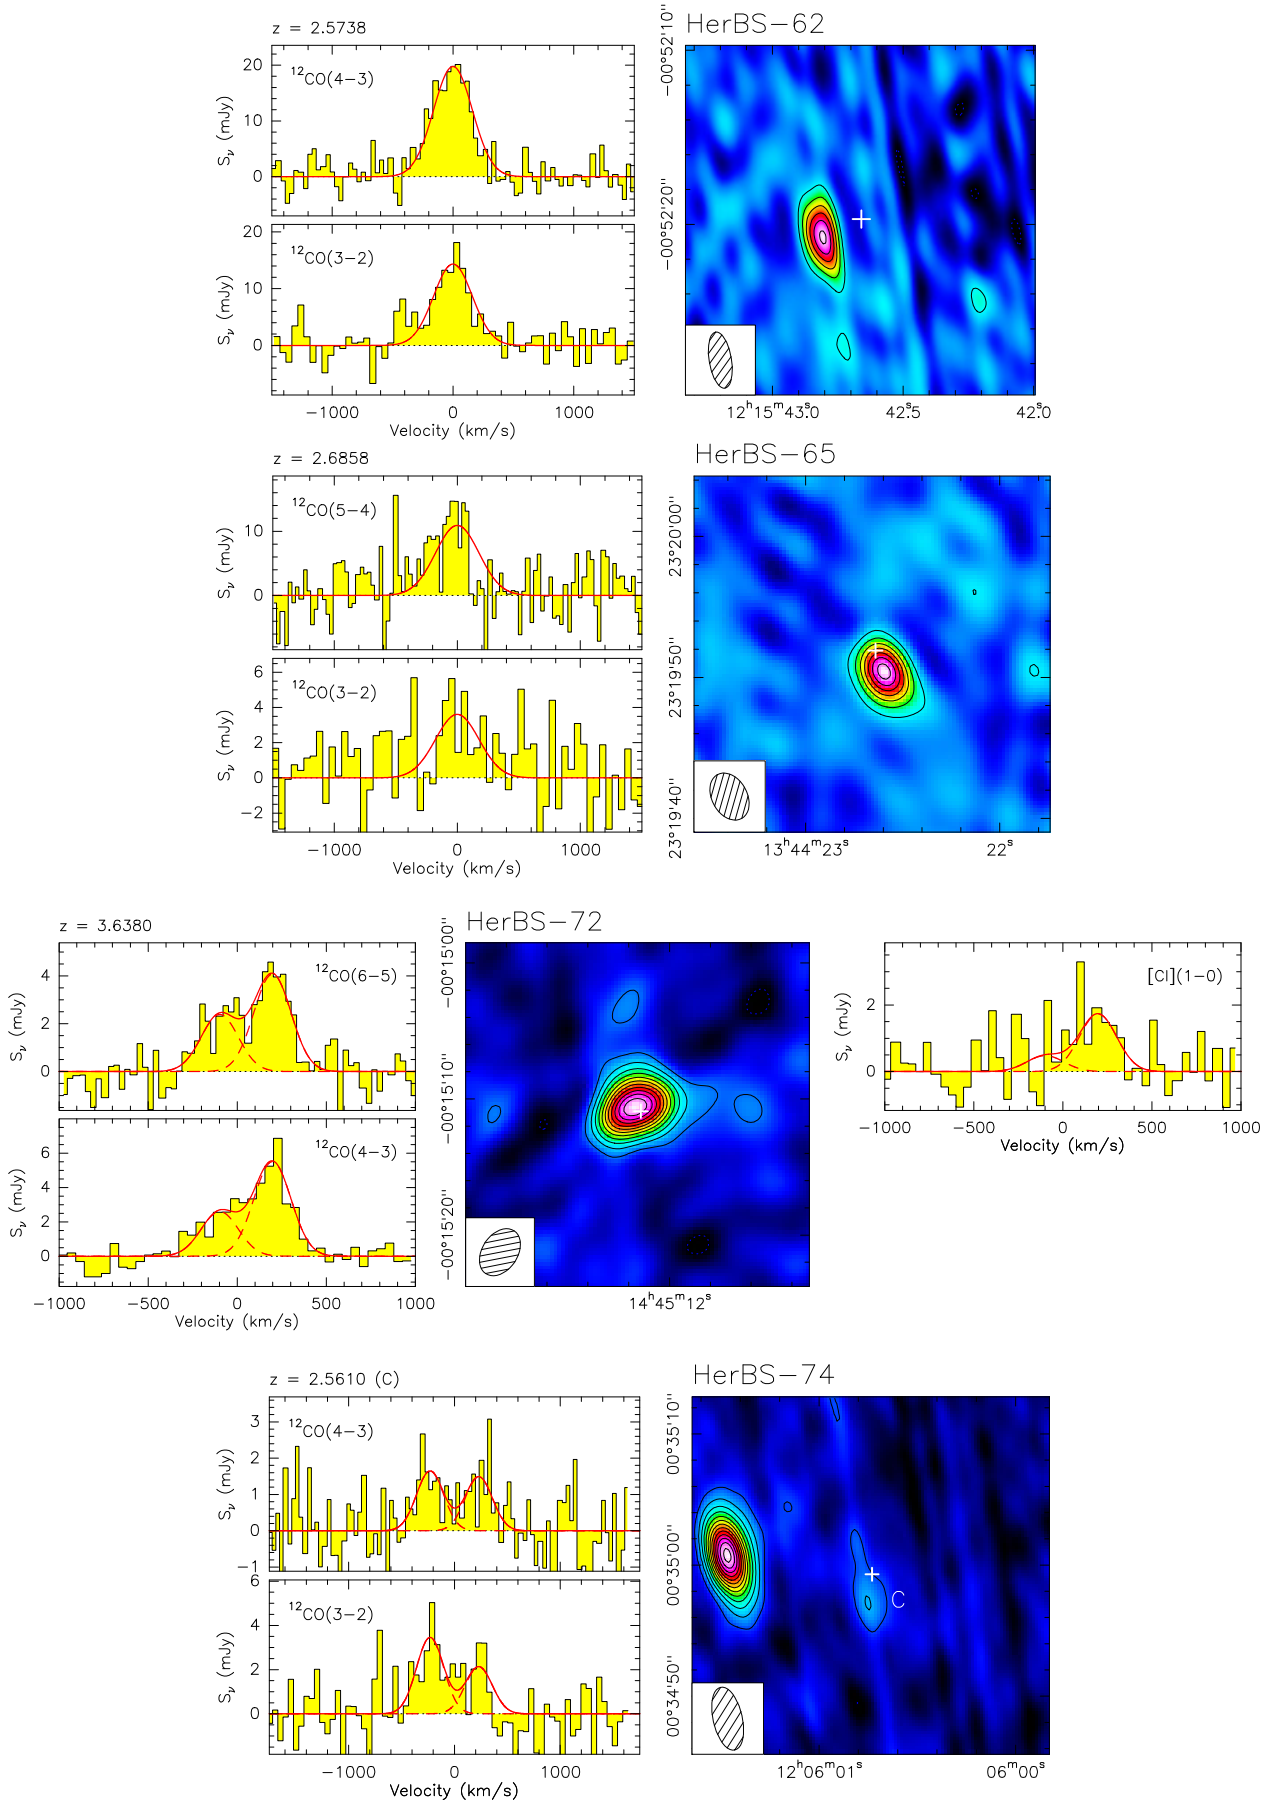 z = 2.5738
HerBS−62
¹²CO(4−3)
20
10
0
Sν (mJy)
¹²CO(3−2)
20
10
0
Sν (mJy)
−1000 0 1000
Velocity (km/s)
−00°52'10"
−00°52'20"
12ʰ15ᵐ43ˢ.0 42ˢ.5 42ˢ.0
z = 2.6858
HerBS−65
¹²CO(5−4)
10
0
Sν (mJy)
¹²CO(3−2)
6
4
2
0
−2
Sν (mJy)
−1000 0 1000
Velocity (km/s)
23°20'00"
23°19'50"
23°19'40"
13ʰ44ᵐ23ˢ 22ˢ
z = 3.6380
HerBS−72
¹²CO(6−5)
4
2
0
Sν (mJy)
¹²CO(4−3)
6
4
2
0
Sν (mJy)
−1000 −500 0 500 1000
Velocity (km/s)
−00°15'00"
−00°15'10"
−00°15'20"
14ʰ45ᵐ12ˢ
[CI](1−0)
2
0
Sν (mJy)
−1000 −500 0 500 1000
Velocity (km/s)
z = 2.5610 (C)
HerBS−74
¹²CO(4−3)
3
2
1
0
−1
Sν (mJy)
¹²CO(3−2)
6
4
2
0
Sν (mJy)
−1000 0 1000
Velocity (km/s)
00°35'10"
00°35'00"
00°34'50"
C
12ʰ06ᵐ01ˢ 06ᵐ00ˢ